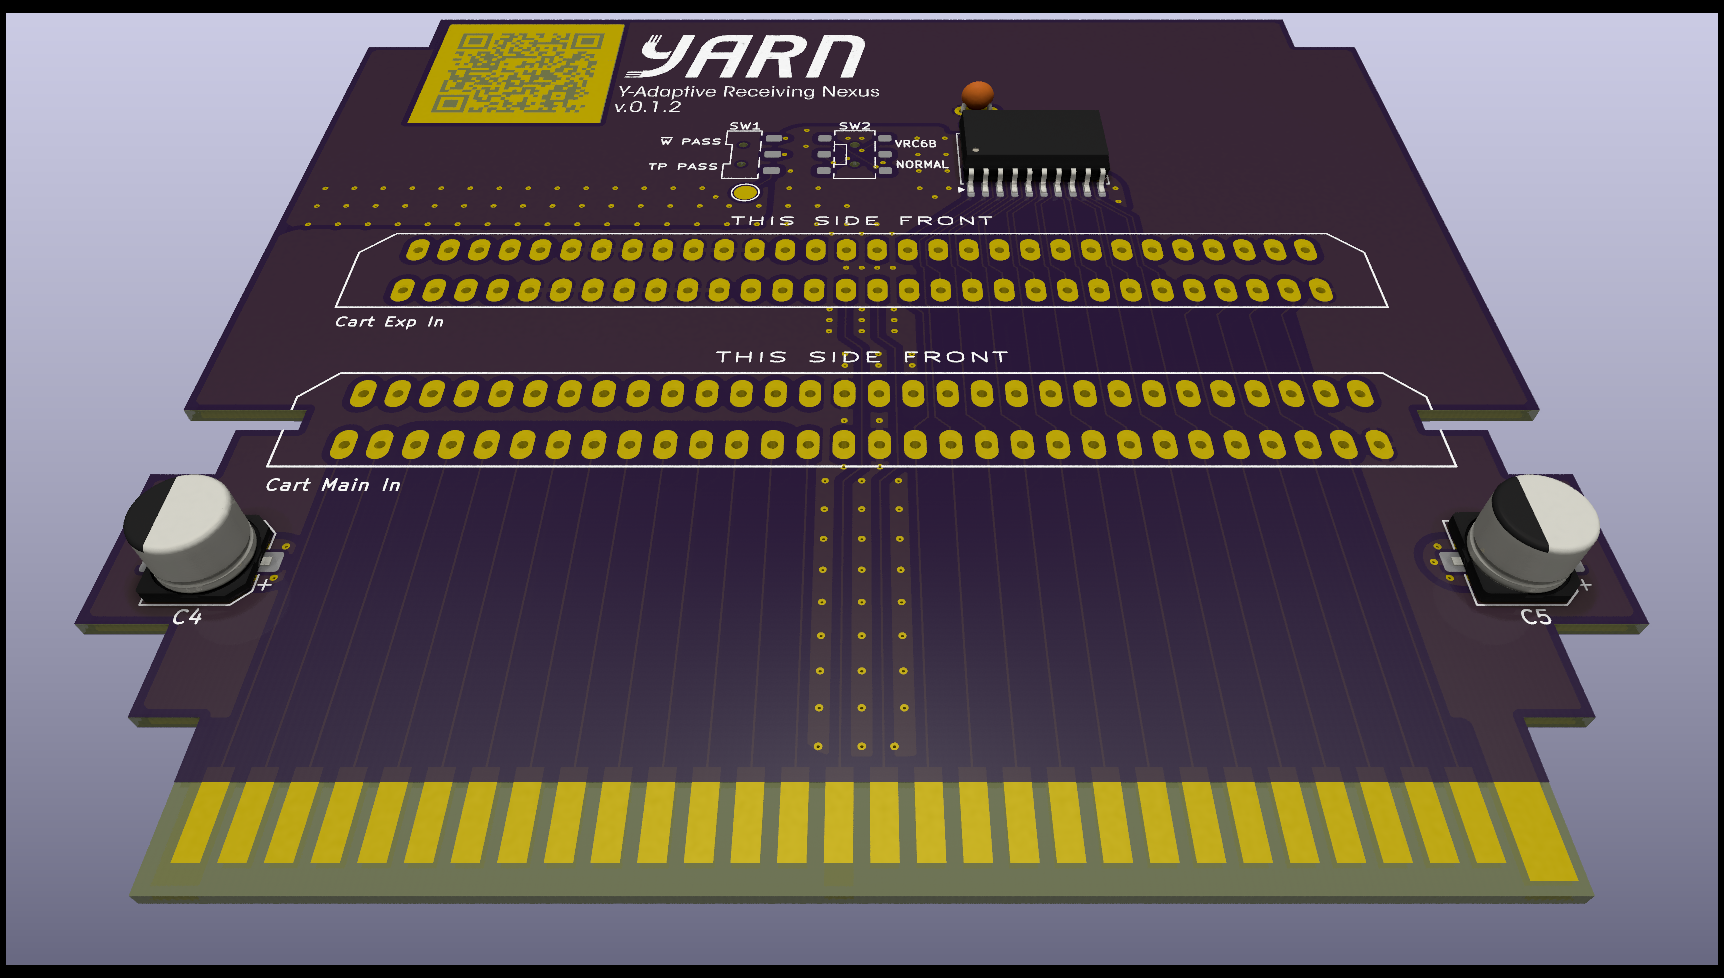 YARN
Y-Adaptive Receiving Nexus
v.0.1.2
SW1
SW2
W̅ PASS
VRC6B
TP PASS
NORMAL
THIS SIDE FRONT
Cart Exp In
THIS SIDE FRONT
Cart Main In
+
+
C4
C5